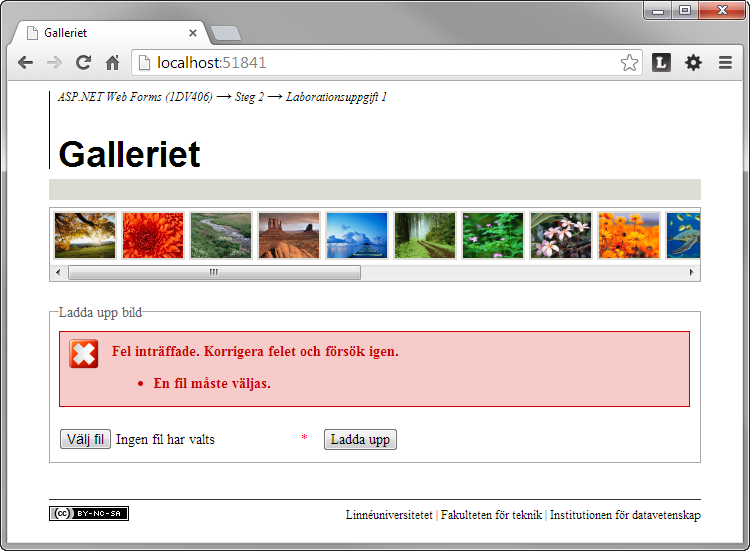 Galleriet
localhost:51841
L
ASP.NET Web Forms (1DV406) → Steg 2 → Laborationsuppgift 1
Galleriet
Ladda upp bild
Fel inträffade. Korrigera felet och försök igen.
• En fil måste väljas.
Välj fil Ingen fil har valts * Ladda upp
(cc) BY-NC-SA
Linnéuniversitetet | Fakulteten för teknik | Institutionen för datavetenskap